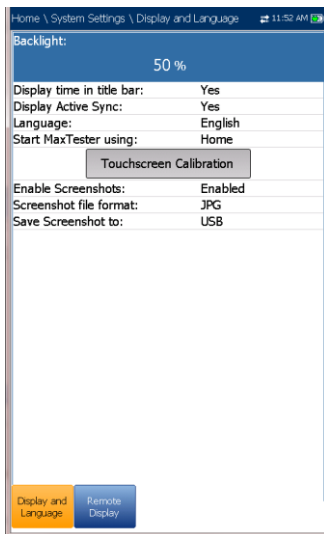 Home \ System Settings \ Display and Language 11:52 AM
Backlight:
50 %
Display time in title bar: Yes
Display Active Sync: Yes
Language: English
Start MaxTester using: Home
Touchscreen Calibration
Enable Screenshots: Enabled
Screenshot file format: JPG
Save Screenshot to: USB
Display and
Language
Remote
Display